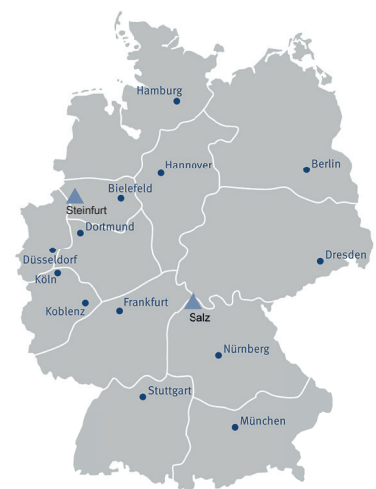 Hamburg
Hannover
Berlin
Bielefeld
Steinfurt
Dortmund
Düsseldorf
Dresden
Köln
Koblenz
Frankfurt
Salz
Nürnberg
Stuttgart
München